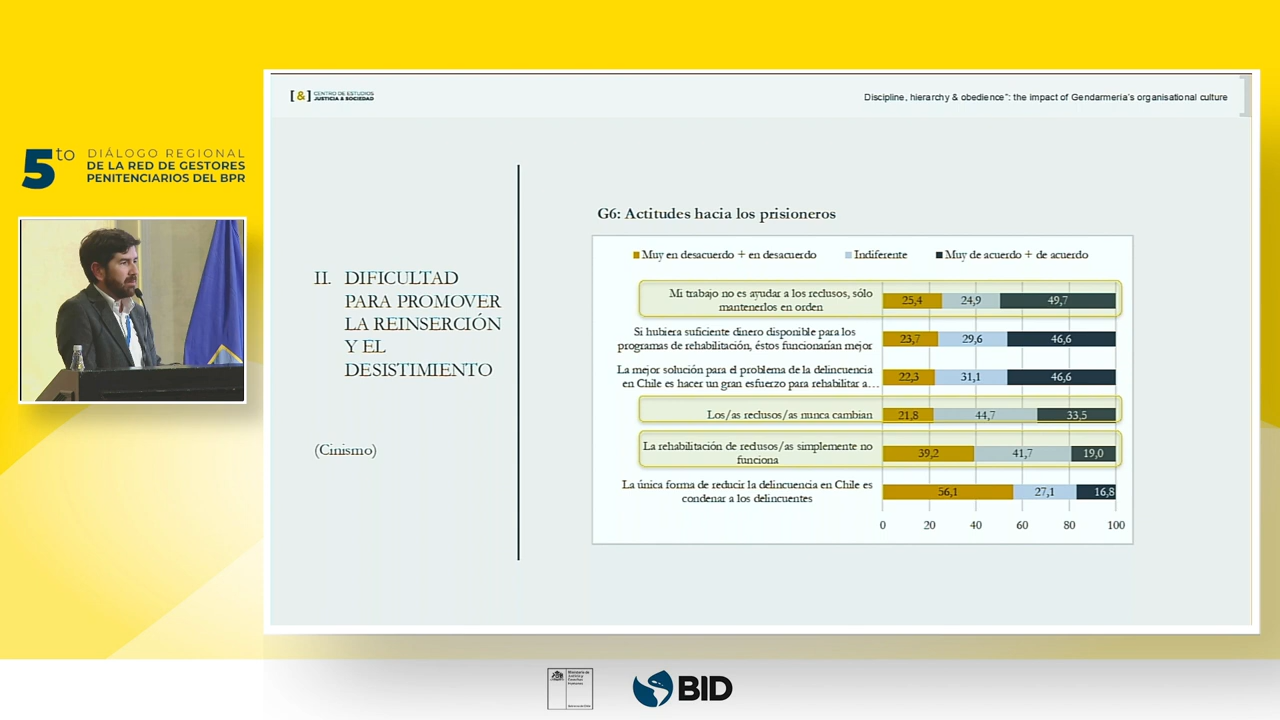 5to DIÁLOGO REGIONAL
DE LA RED DE GESTORES
PENITENCIARIOS DEL BPR
[&] CENTRO DE ESTUDIOS
JUSTICIA & SOCIEDAD
Discipline, hierarchy & obedience": the impact of Gendarmería's organisational culture
II. DIFICULTAD
PARA PROMOVER
LA REINSERCIÓN
Y EL
DESISTIMIENTO
(Cinismo)
G6: Actitudes hacia los prisioneros
Muy en desacuerdo + en desacuerdo Indiferente Muy de acuerdo + de acuerdo
Mi trabajo no es ayudar a los reclusos, sólo
mantenerlos en orden
25,4 24,9 49,7
Si hubiera suficiente dinero disponible para los
programas de rehabilitación, éstos funcionarían mejor
23,7 29,6 46,6
La mejor solución para el problema de la delincuencia
en Chile es hacer un gran esfuerzo para rehabilitar a…
22,3 31,1 46,6
Los/as reclusos/as nunca cambian
21,8 44,7 33,5
La rehabilitación de reclusos/as simplemente no
funciona
39,2 41,7 19,0
La única forma de reducir la delincuencia en Chile es
condenar a los delincuentes
56,1 27,1 16,8
0 20 40 60 80 100
BID